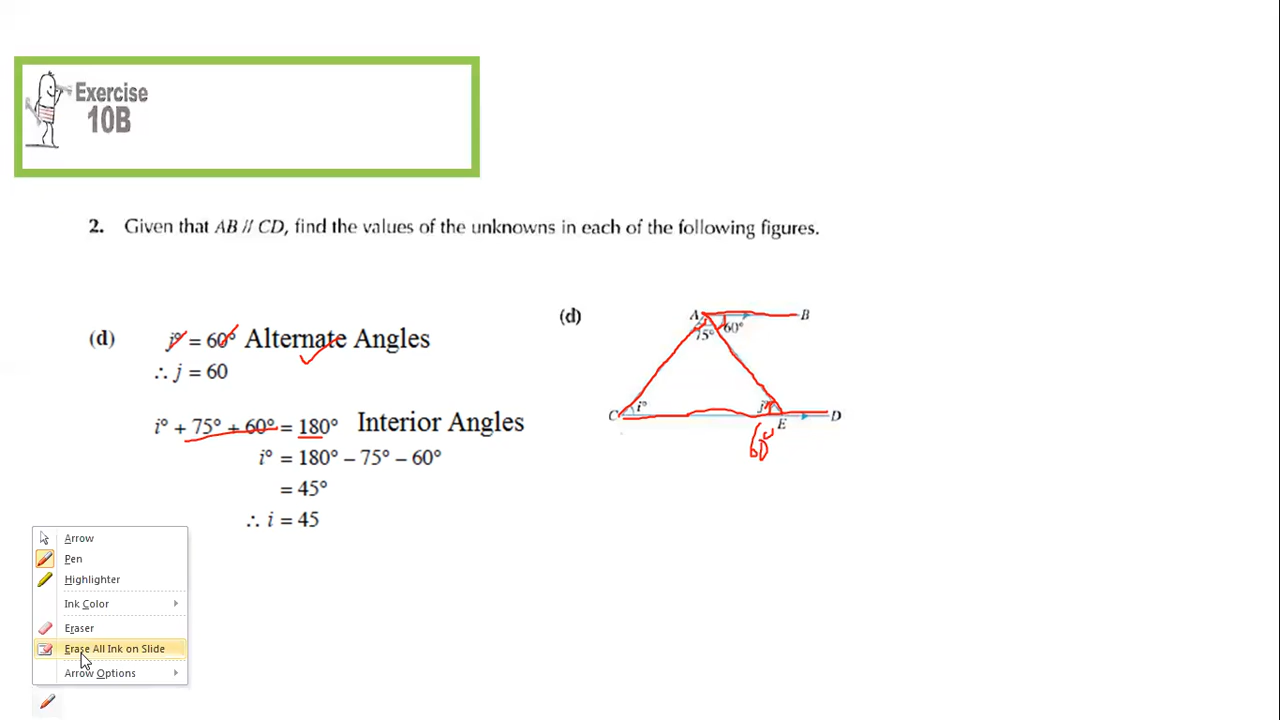 Exercise
10B
2. Given that AB // CD, find the values of the unknowns in each of the following figures.
(d) j° = 60° Alternate Angles
∴ j = 60
i° + 75° + 60° = 180° Interior Angles
i° = 180° – 75° – 60°
= 45°
∴ i = 45
(d)
A B
75° 60°
C i° j° E D
60°
Arrow
Pen
Highlighter
Ink Color
Eraser
Erase All Ink on Slide
Arrow Options